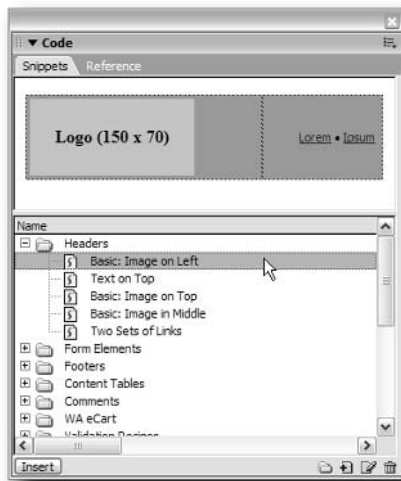 Code
Snippets Reference
Logo (150 x 70)
Lorem • Ipsum
Name
Headers
Basic: Image on Left
Text on Top
Basic: Image on Top
Basic: Image in Middle
Two Sets of Links
Form Elements
Footers
Content Tables
Comments
WA eCart
Validation Recipes
Insert